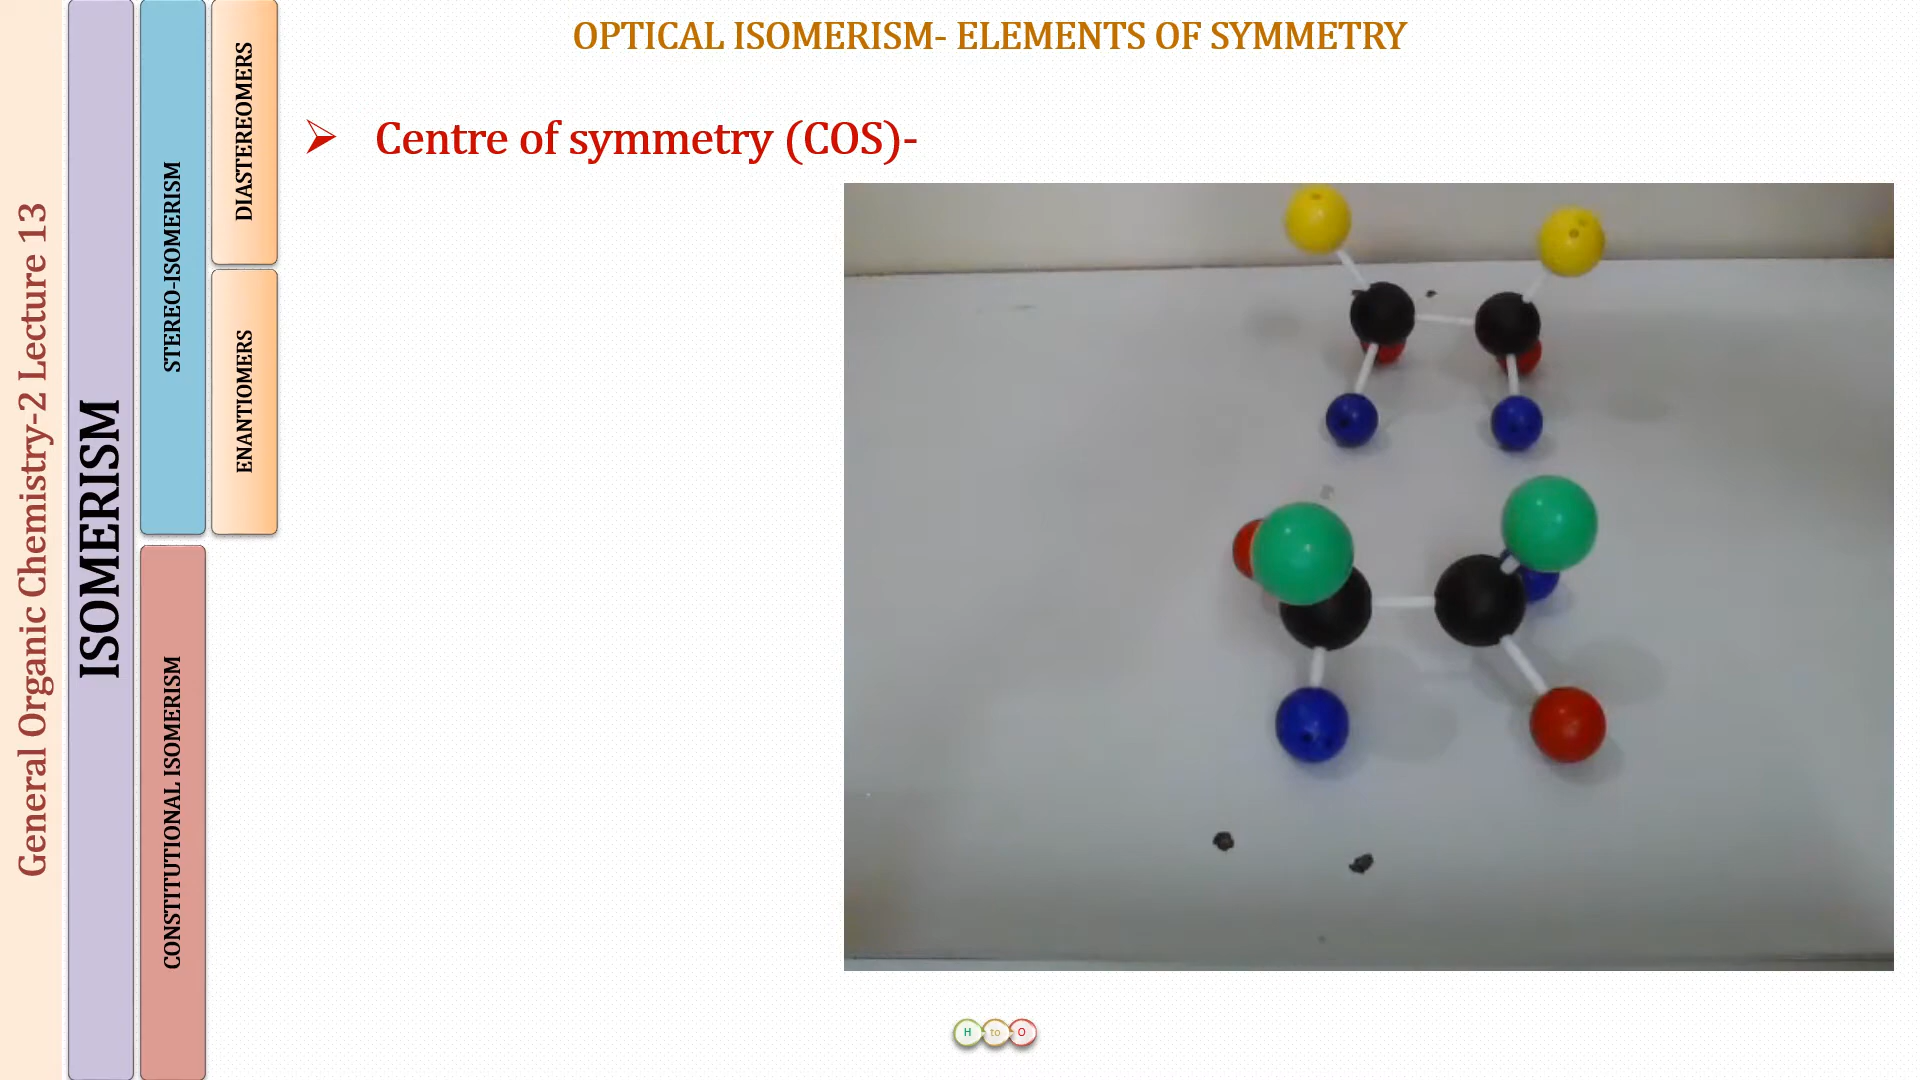 OPTICAL ISOMERISM- ELEMENTS OF SYMMETRY
General Organic Chemistry-2 Lecture 13
ISOMERISM
STEREO-ISOMERISM
CONSTITUTIONAL ISOMERISM
DIASTEREOMERS
ENANTIOMERS
➢ Centre of symmetry (COS)-
H to O